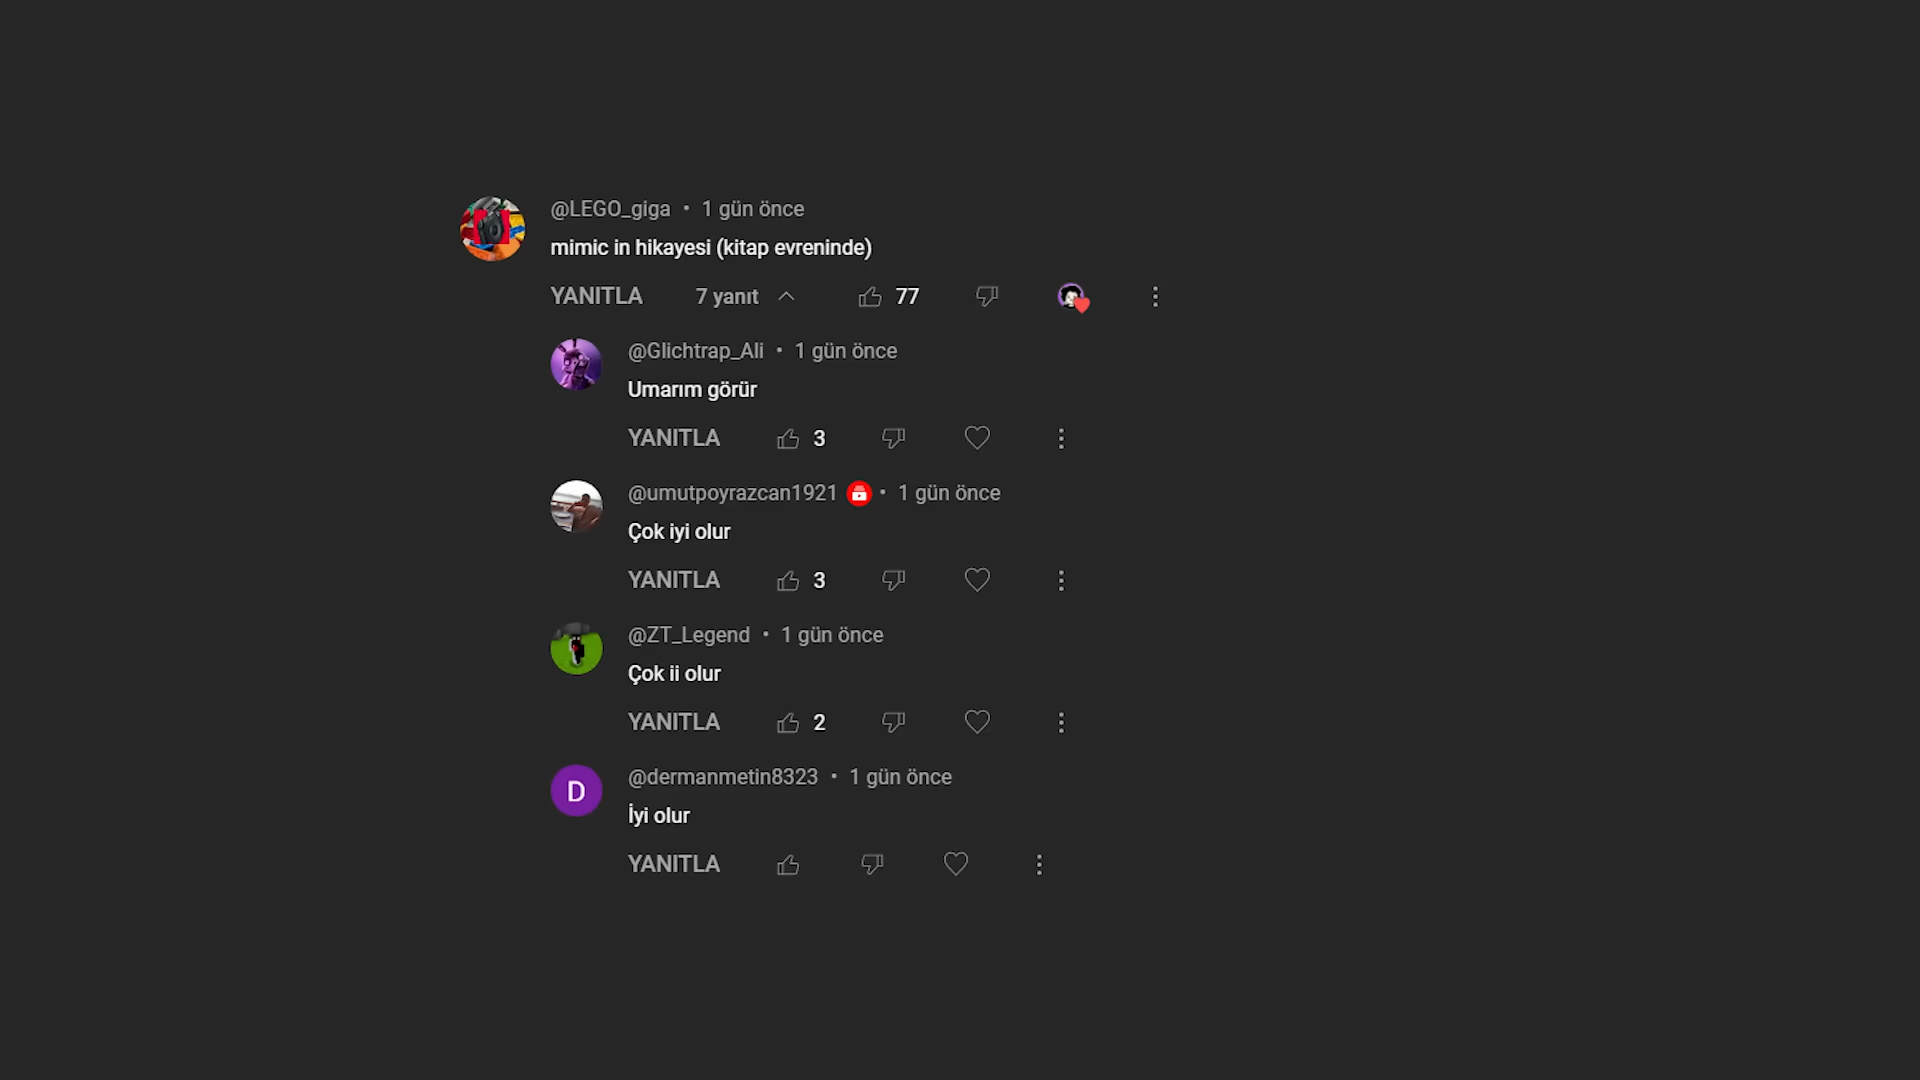 @LEGO_giga • 1 gün önce
mimic in hikayesi (kitap evreninde)
YANITLA 7 yanıt 77
@Glichtrap_Ali • 1 gün önce
Umarım görür
YANITLA 3
@umutpoyrazcan1921 • 1 gün önce
Çok iyi olur
YANITLA 3
@ZT_Legend • 1 gün önce
Çok ii olur
YANITLA 2
D @dermanmetin8323 • 1 gün önce
İyi olur
YANITLA